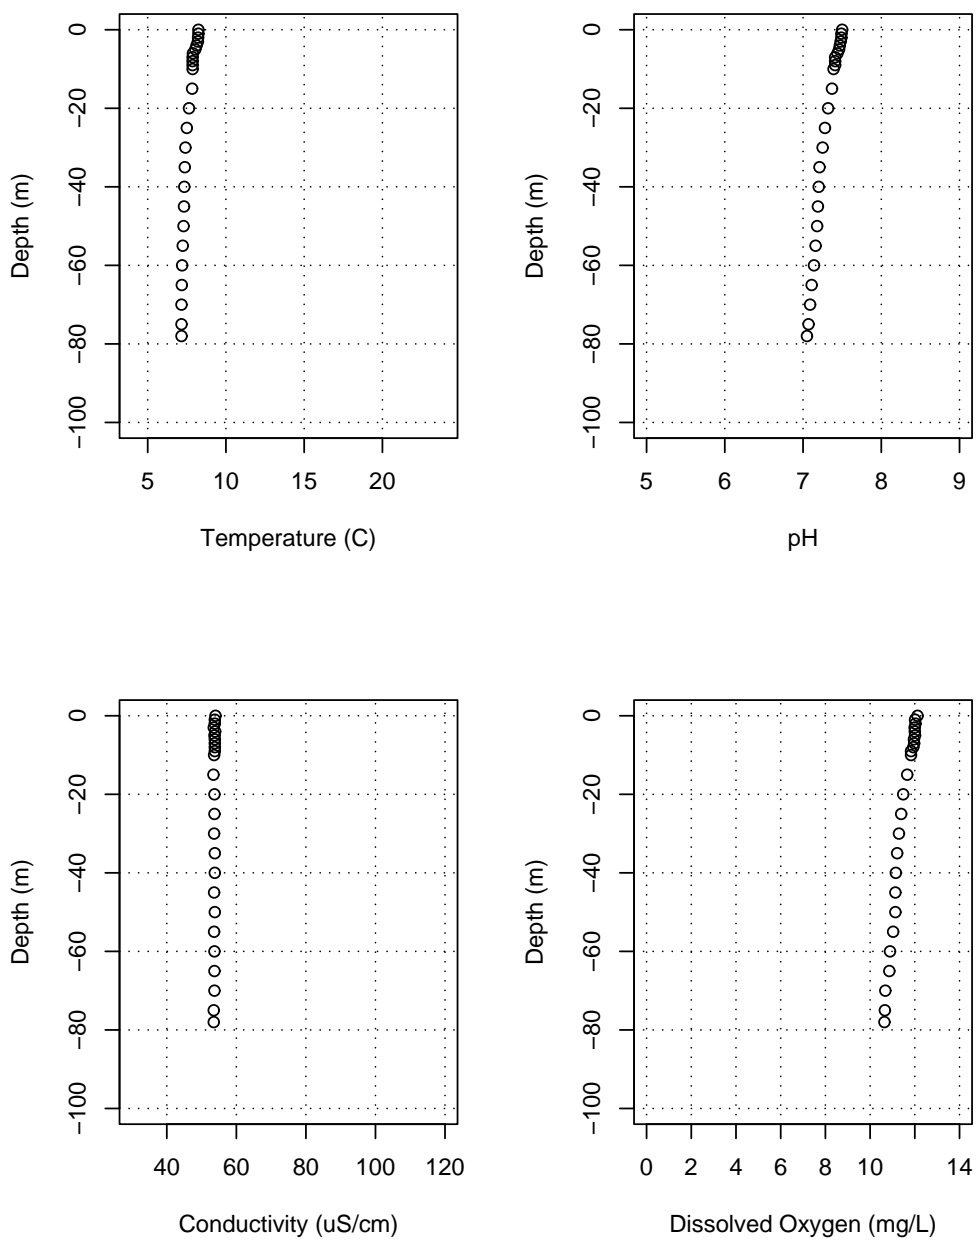 0
−20
−40
−60
−80
−100
Depth (m)
5 10 15 20
Temperature (C)
0
−20
−40
−60
−80
−100
Depth (m)
5 6 7 8 9
pH
0
−20
−40
−60
−80
−100
Depth (m)
40 60 80 100 120
Conductivity (uS/cm)
0
−20
−40
−60
−80
−100
Depth (m)
0 2 4 6 8 10 14
Dissolved Oxygen (mg/L)